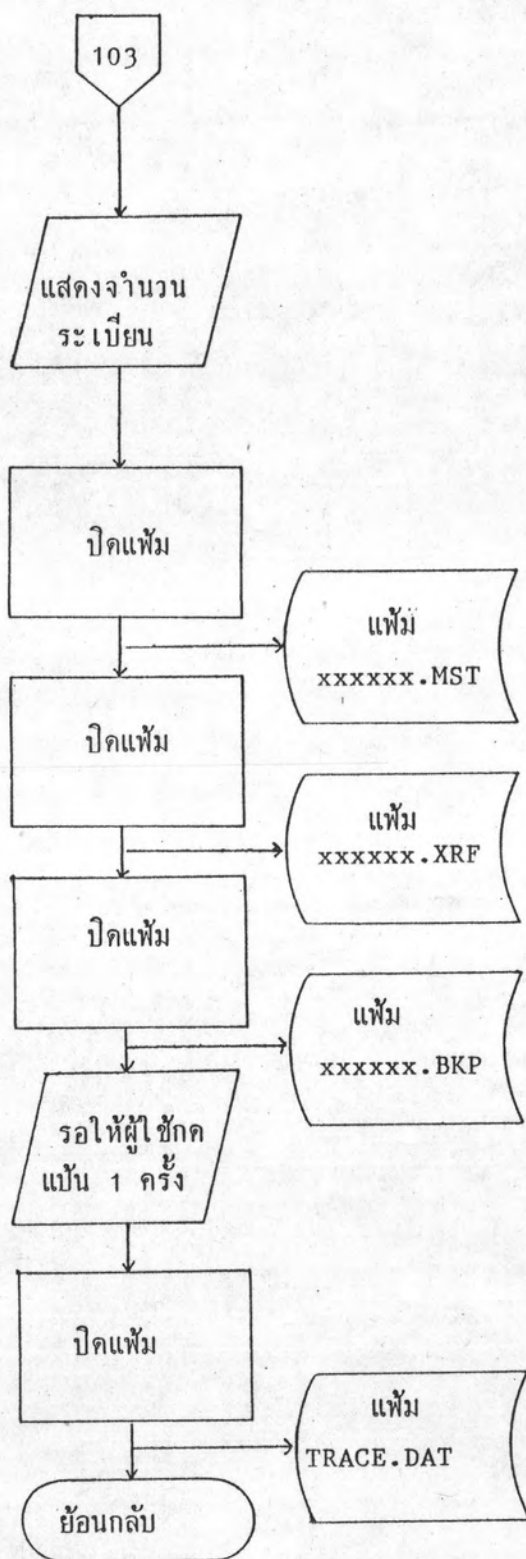 103
แสดงจำนวน
ระเบียน
ปิดแฟ้ม
แฟ้ม
xxxxxx.MST
ปิดแฟ้ม
แฟ้ม
xxxxxx.XRF
ปิดแฟ้ม
แฟ้ม
xxxxxx.BKP
รอให้ผู้ใช้กด
แป้น 1 ครั้ง
ปิดแฟ้ม
แฟ้ม
TRACE.DAT
ย้อนกลับ